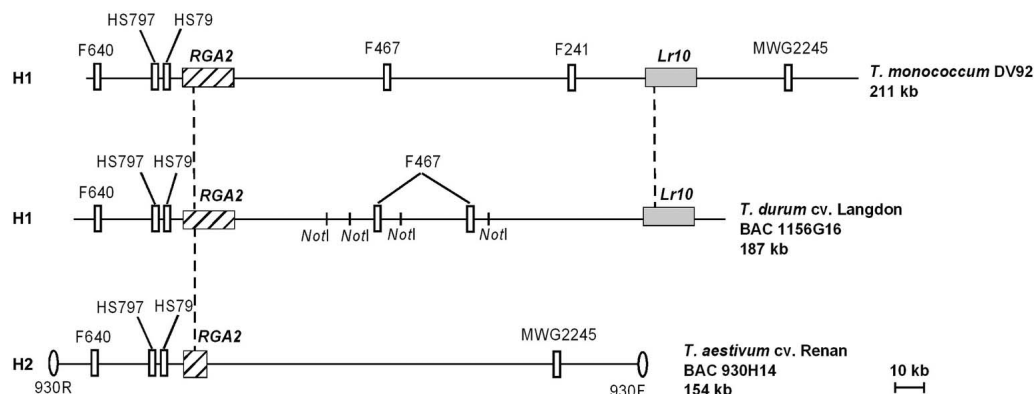 HS797 HS79
F640 RGA2 F467 F241 Lr10 MWG2245
H1 T. monococcum DV92
211 kb
HS797 HS79 F467
F640 RGA2 Lr10
H1 T. durum cv. Langdon
NotI NotI NotI NotI BAC 1156G16
187 kb
HS797 HS79
F640 RGA2 MWG2245
H2 T. aestivum cv. Renan
BAC 930H14 10 kb
930R 930F 154 kb